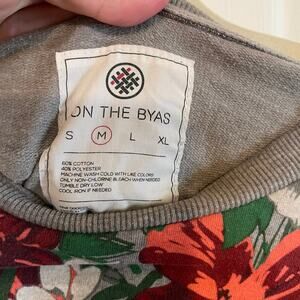 ON THE BYAS
S M L XL
60% COTTON
40% POLYESTER
MACHINE WASH COLD WITH LIKE COLORS
ONLY NON-CHLORINE BLEACH WHEN NEEDED
TUMBLE DRY LOW
COOL IRON IF NEEDED